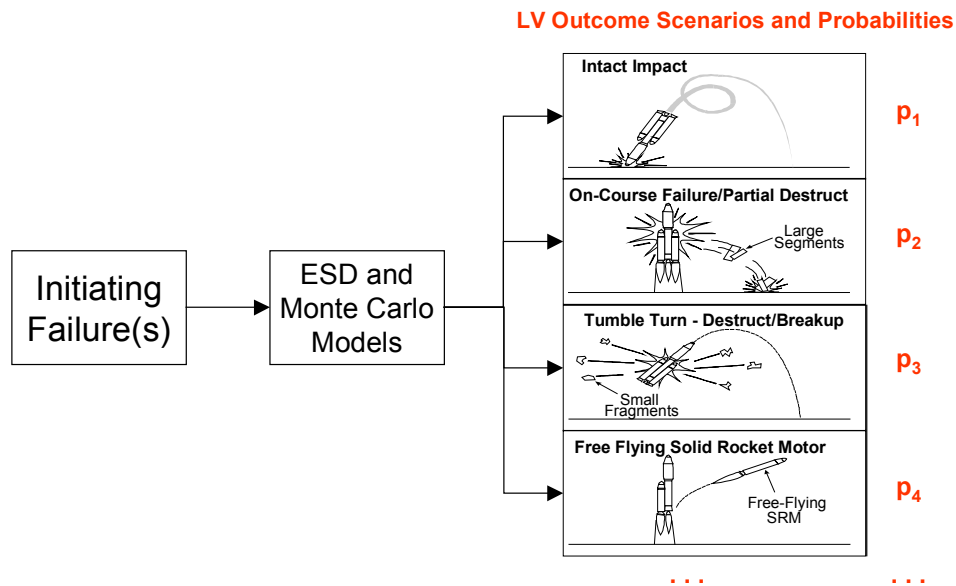 LV Outcome Scenarios and Probabilities
Intact Impact
p1
On-Course Failure/Partial Destruct
Large
Segments
p2
Initiating
Failure(s)
ESD and
Monte Carlo
Models
Tumble Turn - Destruct/Breakup
Small
Fragments
p3
Free Flying Solid Rocket Motor
Free-Flying
SRM
p4
... ...